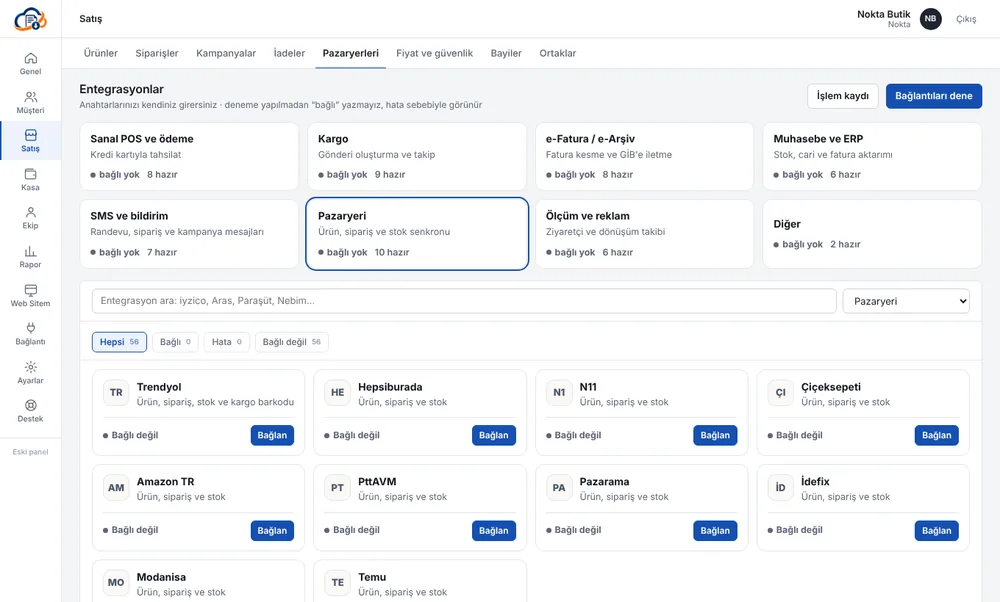 Satış
Nokta Butik
Nokta
NB
Çıkış
Genel
Müşteri
Satış
Kasa
Ekip
Rapor
Web Sitem
Bağlantı
Ayarlar
Destek
Eski panel
Ürünler Siparişler Kampanyalar İadeler Pazaryerleri Fiyat ve güvenlik Bayiler Ortaklar
Entegrasyonlar
Anahtarlarınızı kendiniz girersiniz · deneme yapılmadan "bağlı" yazmayız, hata sebebiyle görünür
İşlem kaydı
Bağlantıları dene
Sanal POS ve ödeme
Kredi kartıyla tahsilat
bağlı yok 8 hazır
Kargo
Gönderi oluşturma ve takip
bağlı yok 9 hazır
e-Fatura / e-Arşiv
Fatura kesme ve GİB'e iletme
bağlı yok 8 hazır
Muhasebe ve ERP
Stok, cari ve fatura aktarımı
bağlı yok 6 hazır
SMS ve bildirim
Randevu, sipariş ve kampanya mesajları
bağlı yok 7 hazır
Pazaryeri
Ürün, sipariş ve stok senkronu
bağlı yok 10 hazır
Ölçüm ve reklam
Ziyaretçi ve dönüşüm takibi
bağlı yok 6 hazır
Diğer
bağlı yok 2 hazır
Entegrasyon ara: iyzico, Aras, Paraşüt, Nebim...
Pazaryeri
Hepsi 56 Bağlı 0 Hata 0 Bağlı değil 56
TR
Trendyol
Ürün, sipariş, stok ve kargo barkodu
Bağlı değil
Bağlan
HE
Hepsiburada
Ürün, sipariş ve stok
Bağlı değil
Bağlan
N1
N11
Ürün, sipariş ve stok
Bağlı değil
Bağlan
ÇI
Çiçeksepeti
Ürün, sipariş ve stok
Bağlı değil
Bağlan
AM
Amazon TR
Ürün, sipariş ve stok
Bağlı değil
Bağlan
PT
PttAVM
Ürün, sipariş ve stok
Bağlı değil
Bağlan
PA
Pazarama
Ürün, sipariş ve stok
Bağlı değil
Bağlan
İD
İdefix
Ürün, sipariş ve stok
Bağlı değil
Bağlan
MO
Modanisa
Ürün, sipariş ve stok
TE
Temu
Ürün, sipariş ve stok